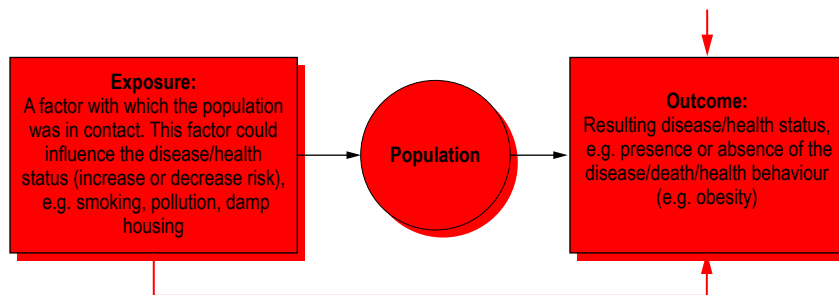 Exposure:
A factor with which the population
was in contact. This factor could
influence the disease/health
status (increase or decrease risk),
e.g. smoking, pollution, damp
housing
Population
Outcome:
Resulting disease/health status,
e.g. presence or absence of the
disease/death/health behaviour
(e.g. obesity)